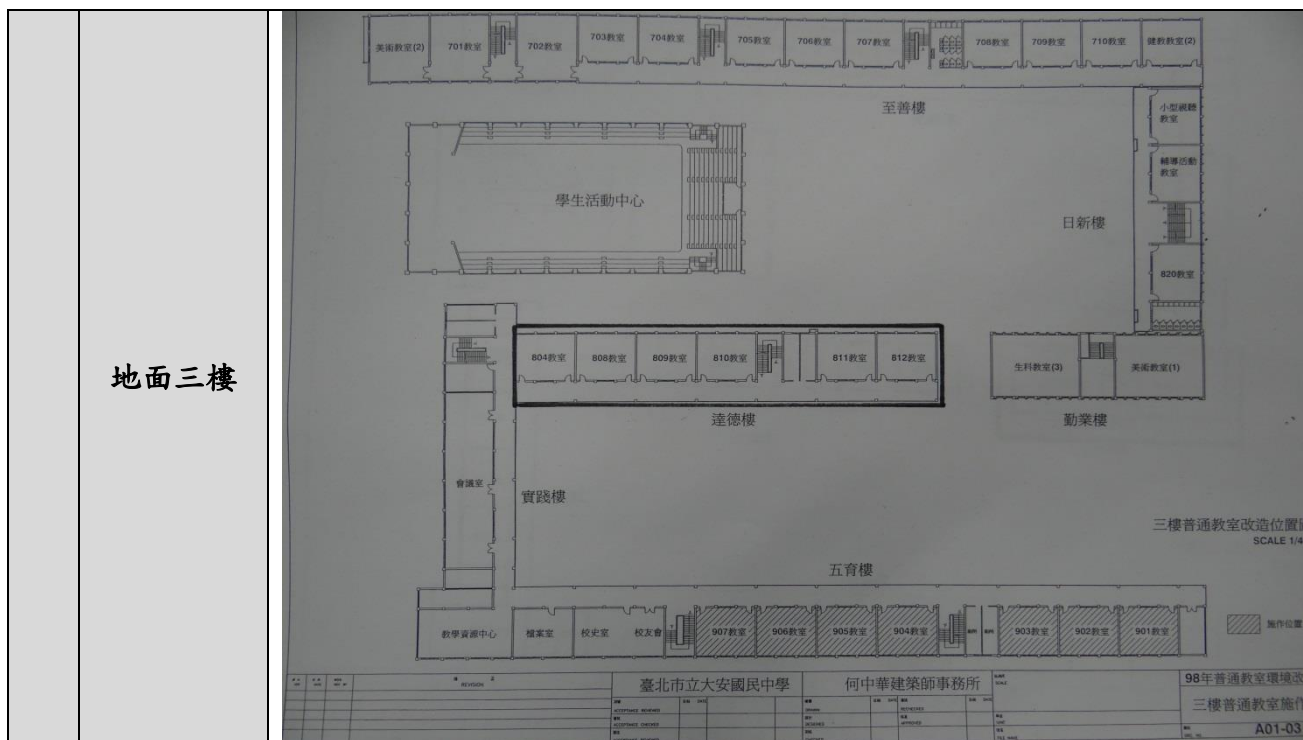 地面三樓
美術教室(2)
701教室
702教室
703教室
704教室
705教室
706教室
707教室
708教室
709教室
710教室
健教教室(2)
至善樓
小型視聽
教室
輔導活動
教室
學生活動中心
日新樓
820教室
804教室
808教室
809教室
810教室
811教室
812教室
生科教室(3)
美術教室(1)
達德樓
勤業樓
會議室
實踐樓
三樓普通教室改造位置
SCALE 1/4
五育樓
教學資源中心
檔案室
校史室
校友會
907教室
906教室
905教室
904教室
903教室
902教室
901教室
施作位置
REVISION
臺北市立大安國民中學
何中華建築師事務所
98年普通教室環境改
三樓普通教室施作
A01-03